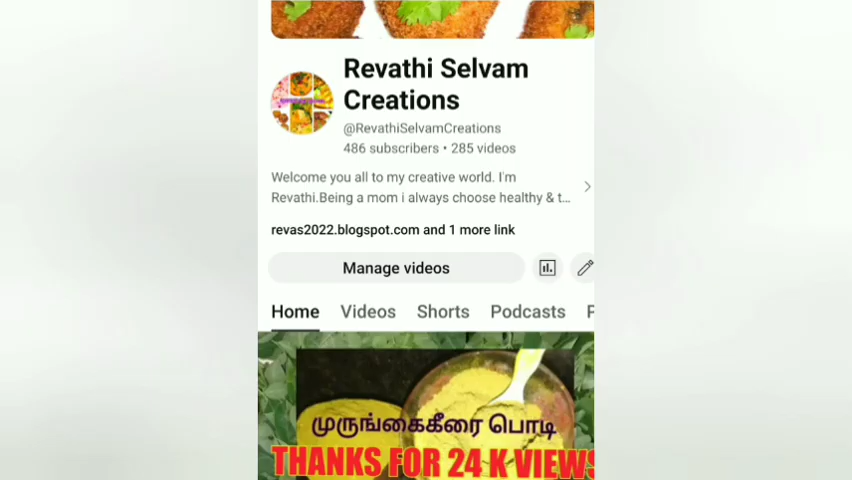 Revathi Selvam
Creations
@RevathiSelvamCreations
486 subscribers • 285 videos
Welcome you all to my creative world. I'm
Revathi.Being a mom i always choose healthy & t...
revas2022.blogspot.com and 1 more link
Manage videos
Home Videos Shorts Podcasts P
முருங்கைகீரை பொடி
THANKS FOR 24 K VIEWS